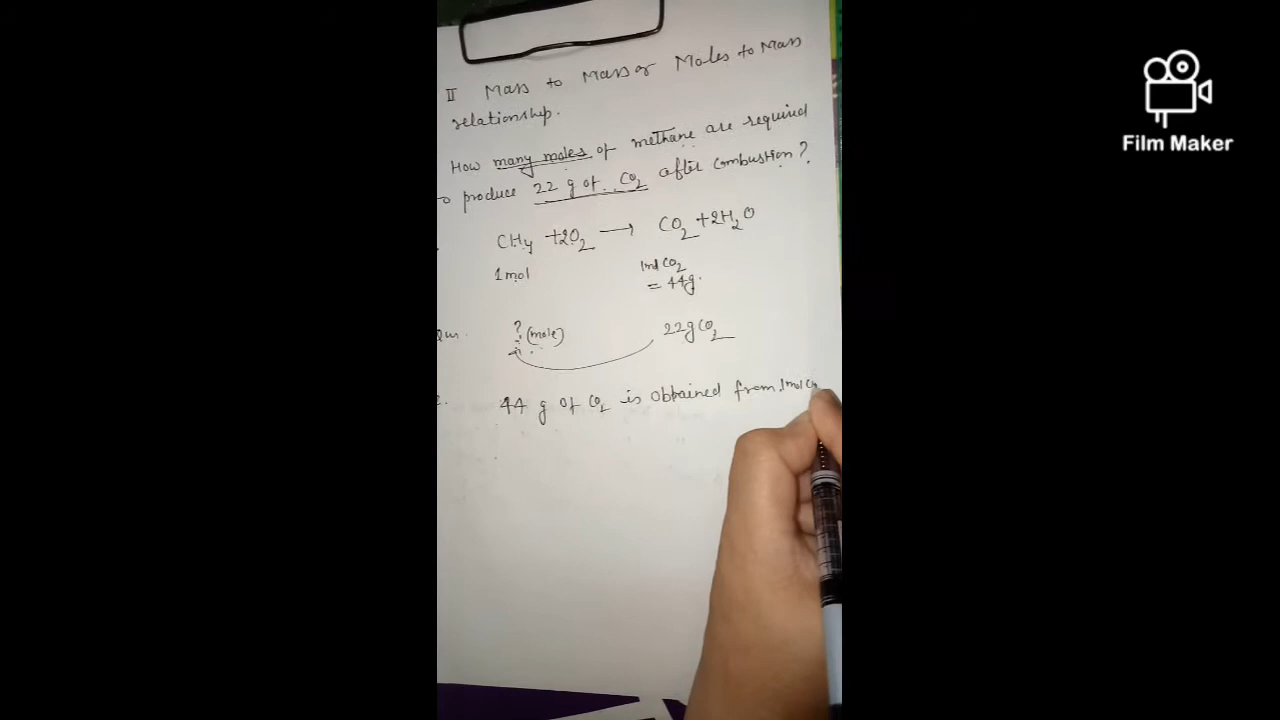 II Mass to Mass or Moles to Mass
relationship.
How many moles of methane are required
to produce 22 g of CO2 after combustion?
CH4 + 2O2 → CO2 + 2H2O
1 mol
1mol CO2
= 44g.
? (mole)
22g CO2
44 g of CO2 is obtained from 1mol
Film Maker